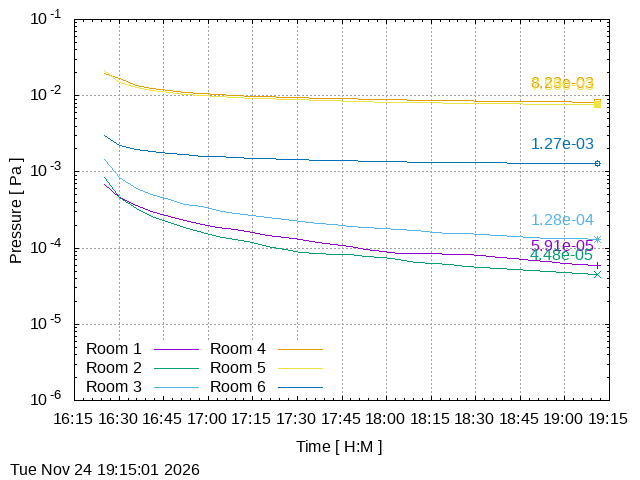 10^-1
10^-2
10^-3
10^-4
10^-5
10^-6
Pressure [ Pa ]
8.23e-03
1.27e-03
1.28e-04
5.91e-05
4.48e-05
Room 1 Room 4
Room 2 Room 5
Room 3 Room 6
16:15 16:30 16:45 17:00 17:15 17:30 17:45 18:00 18:15 18:30 18:45 19:00 19:15
Time [ H:M ]
Tue Nov 24 19:15:01 2026